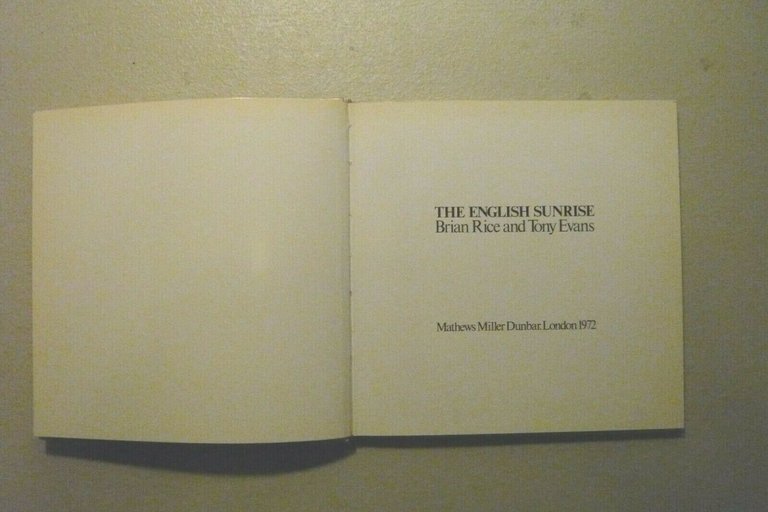 THE ENGLISH SUNRISE
Brian Rice and Tony Evans
Mathews Miller Dunbar. London 1972